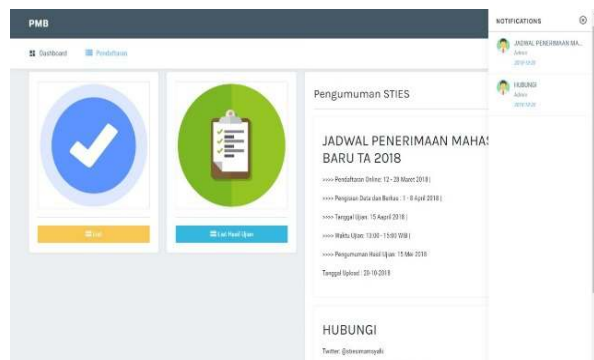 PMB
Dashboard
Pendaftaran
List
List Hasil Ujian
Pengumuman STIES
JADWAL PENERIMAAN MAHAS
BARU TA 2018
>>>> Pendaftaran Online: 12 - 28 Maret 2018 |
>>>> Pengisian Data dan Berkas : 1 - 8 April 2018 |
>>>> Tanggal Ujian: 15 Aapril 2018 |
>>>> Waktu Ujian: 13:00 - 15:00 WIB |
>>>> Pengumuman Hasil Ujian: 15 Mei 2018
Tanggal Upload : 20-10-2018
HUBUNGI
Twitter:
NOTIFICATIONS
JADWAL PENERIMAAN MA...
Admin
HUBUNGI
Admin